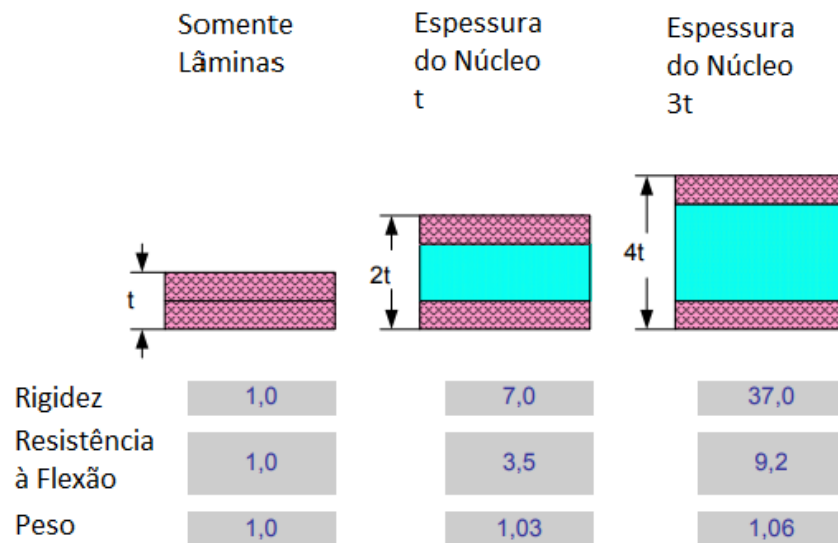 Somente
Lâminas
Espessura
do Núcleo
t
Espessura
do Núcleo
3t
t
2t
4t
Rigidez 1,0 7,0 37,0
Resistência
à Flexão 1,0 3,5 9,2
Peso 1,0 1,03 1,06